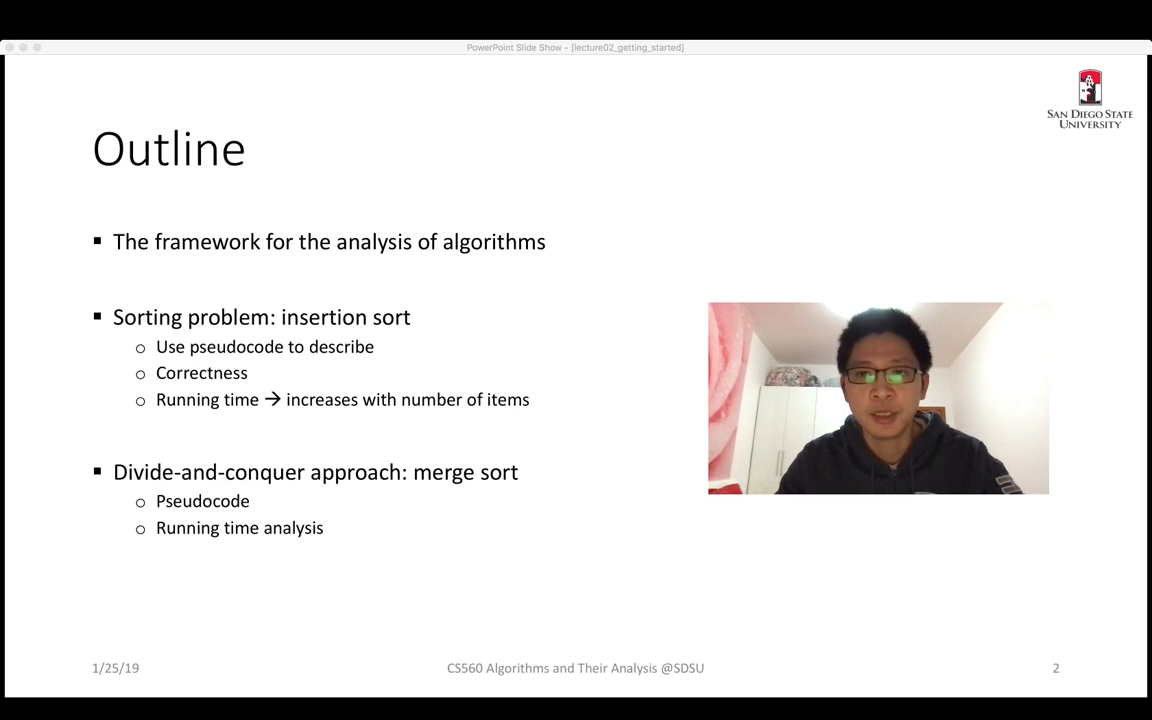 PowerPoint Slide Show - [lecture02_getting_started]
SAN DIEGO STATE
UNIVERSITY
Outline
▪ The framework for the analysis of algorithms
▪ Sorting problem: insertion sort
o Use pseudocode to describe
o Correctness
o Running time → increases with number of items
▪ Divide-and-conquer approach: merge sort
o Pseudocode
o Running time analysis
1/25/19
CS560 Algorithms and Their Analysis @SDSU
2